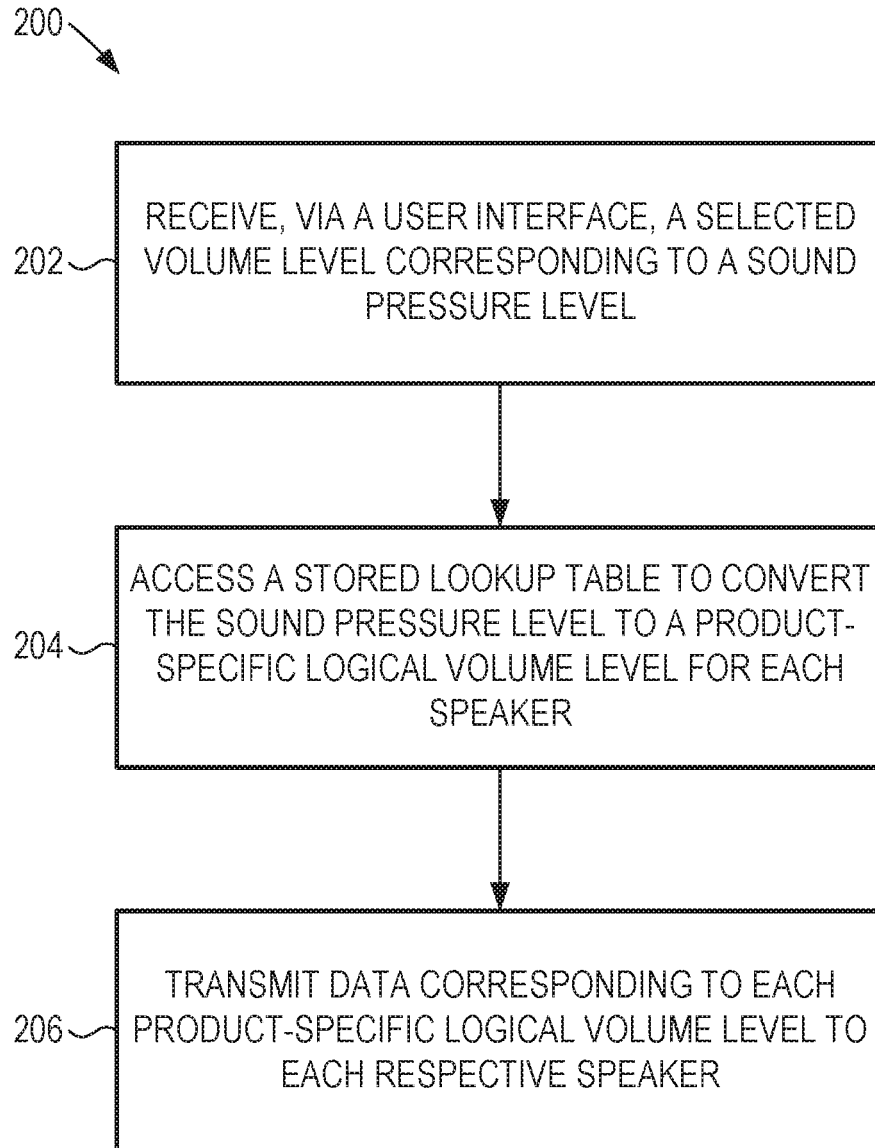 200
202
RECEIVE, VIA A USER INTERFACE, A SELECTED
VOLUME LEVEL CORRESPONDING TO A SOUND
PRESSURE LEVEL
204
ACCESS A STORED LOOKUP TABLE TO CONVERT
THE SOUND PRESSURE LEVEL TO A PRODUCT-
SPECIFIC LOGICAL VOLUME LEVEL FOR EACH
SPEAKER
206
TRANSMIT DATA CORRESPONDING TO EACH
PRODUCT-SPECIFIC LOGICAL VOLUME LEVEL TO
EACH RESPECTIVE SPEAKER